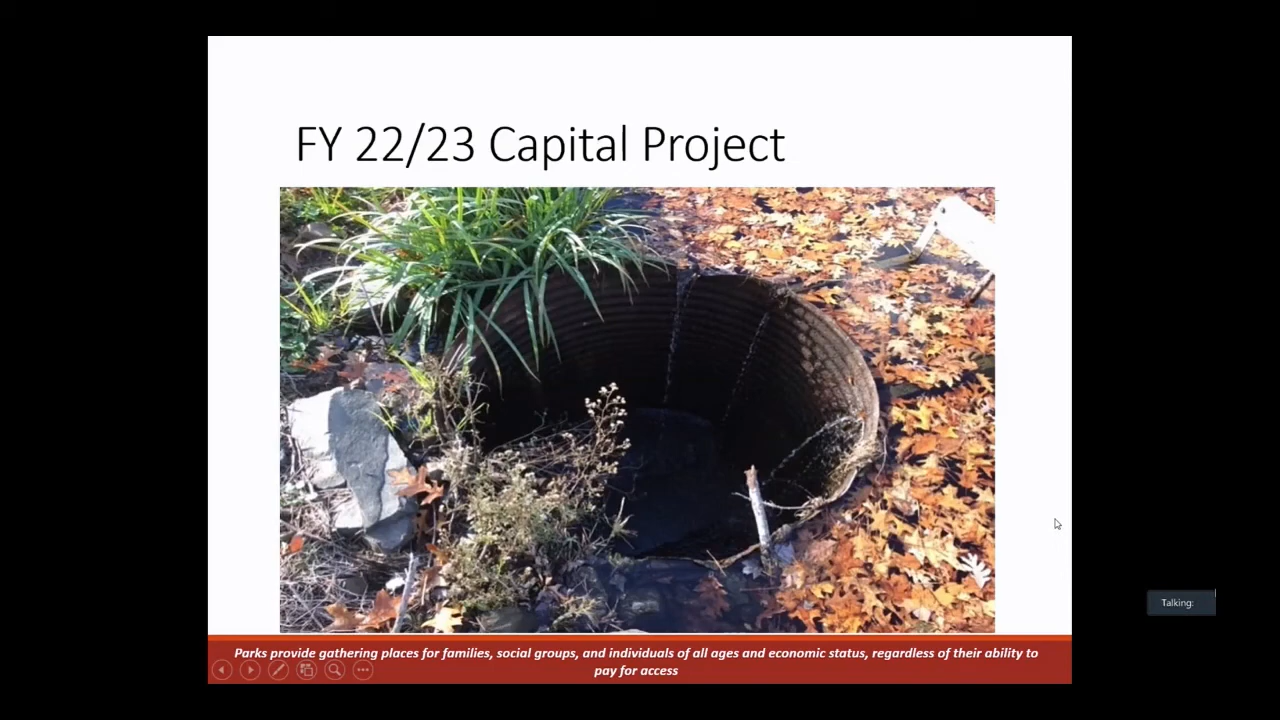 FY 22/23 Capital Project
Talking:
Parks provide gathering places for families, social groups, and individuals of all ages and economic status, regardless of their ability to
pay for access